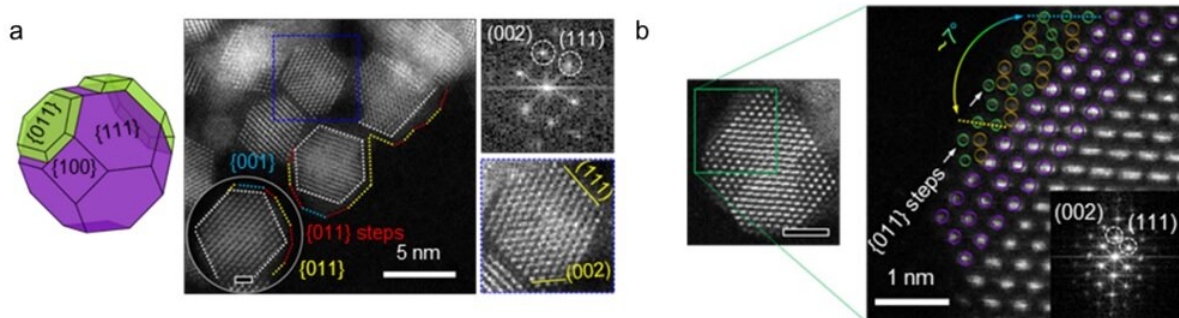 a
{011}
{111}
{100}
{001}
{011} steps
{011}
5 nm
(002)
(111)
(111)
(002)
b
~7°
{011} steps
1 nm
(002)
(111)